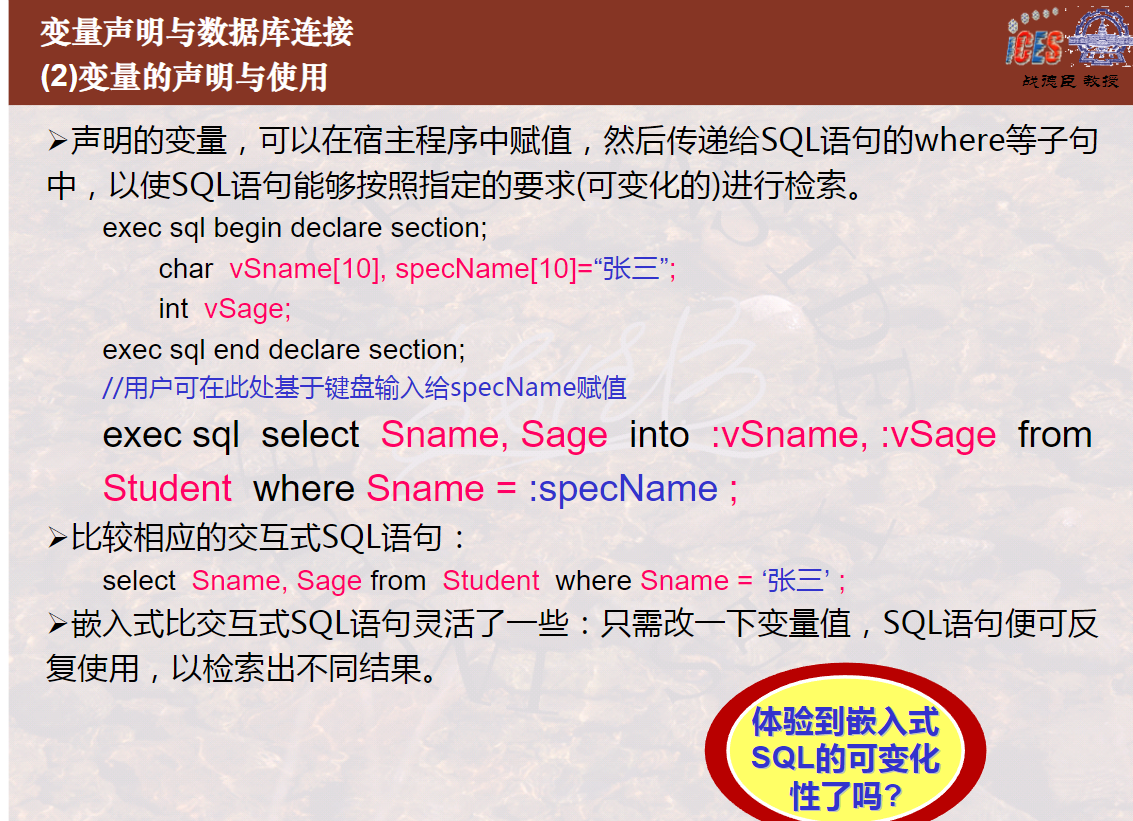 变量声明与数据库连接
(2)变量的声明与使用
iCES
战德臣 教授
➢声明的变量，可以在宿主程序中赋值，然后传递给SQL语句的where等子句
中，以使SQL语句能够按照指定的要求(可变化的)进行检索。
exec sql begin declare section;
char vSname[10], specName[10]=“张三”;
int vSage;
exec sql end declare section;
//用户可在此处基于键盘输入给specName赋值
exec sql select Sname, Sage into :vSname, :vSage from
Student where Sname = :specName ;
➢比较相应的交互式SQL语句：
select Sname, Sage from Student where Sname = ‘张三’ ;
➢嵌入式比交互式SQL语句灵活了一些：只需改一下变量值，SQL语句便可反
复使用，以检索出不同结果。
体验到嵌入式
SQL的可变化
性了吗?